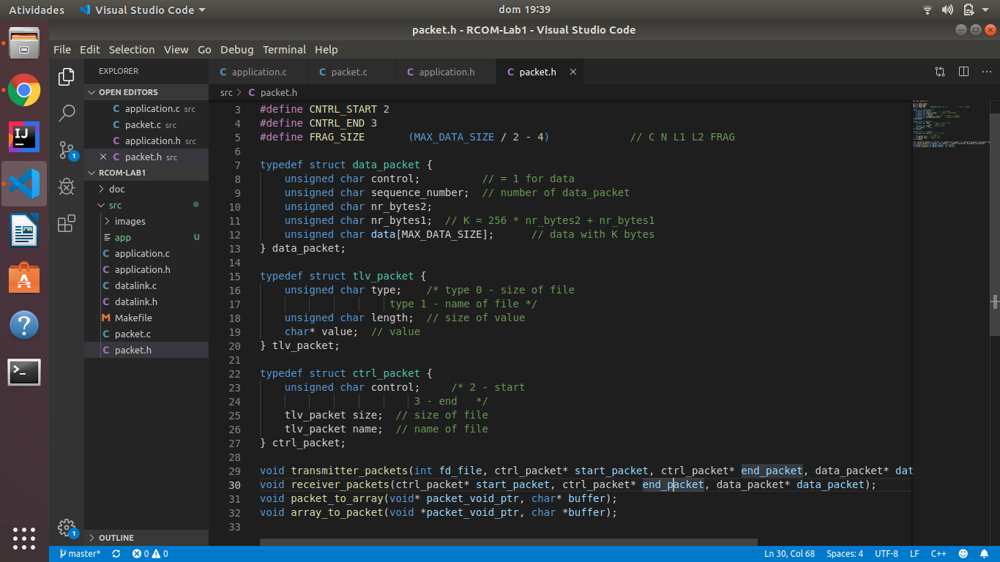 Atividades Visual Studio Code dom 19:39
packet.h - RCOM-Lab1 - Visual Studio Code
File Edit Selection View Go Debug Terminal Help
EXPLORER
OPEN EDITORS
C application.c src
C packet.c src
C application.h src
C packet.h src
RCOM-LAB1
doc
src
images
app U
C application.c
C application.h
C datalink.c
C datalink.h
M Makefile
C packet.c
C packet.h
OUTLINE
C application.c C packet.c C application.h C packet.h
src > C packet.h
3 #define CNTRL_START 2
4 #define CNTRL_END 3
5 #define FRAG_SIZE (MAX_DATA_SIZE / 2 - 4) // C N L1 L2 FRAG
6
7 typedef struct data_packet {
8 unsigned char control; // = 1 for data
9 unsigned char sequence_number; // number of data_packet
10 unsigned char nr_bytes2;
11 unsigned char nr_bytes1; // K = 256 * nr_bytes2 + nr_bytes1
12 unsigned char data[MAX_DATA_SIZE]; // data with K bytes
13 } data_packet;
14
15 typedef struct tlv_packet {
16 unsigned char type; /* type 0 - size of file
17 type 1 - name of file */
18 unsigned char length; // size of value
19 char* value; // value
20 } tlv_packet;
21
22 typedef struct ctrl_packet {
23 unsigned char control; /* 2 - start
24 3 - end */
25 tlv_packet size; // size of file
26 tlv_packet name; // name of file
27 } ctrl_packet;
28
29 void transmitter_packets(int fd_file, ctrl_packet* start_packet, ctrl_packet* end_packet, data_packet* dat
30 void receiver_packets(ctrl_packet* start_packet, ctrl_packet* end_packet, data_packet* data_packet);
31 void packet_to_array(void* packet_void_ptr, char* buffer);
32 void array_to_packet(void *packet_void_ptr, char *buffer);
33
1
1
IJ
A
?
>_
master* 0 0 Ln 30, Col 68 Spaces: 4 UTF-8 LF C++